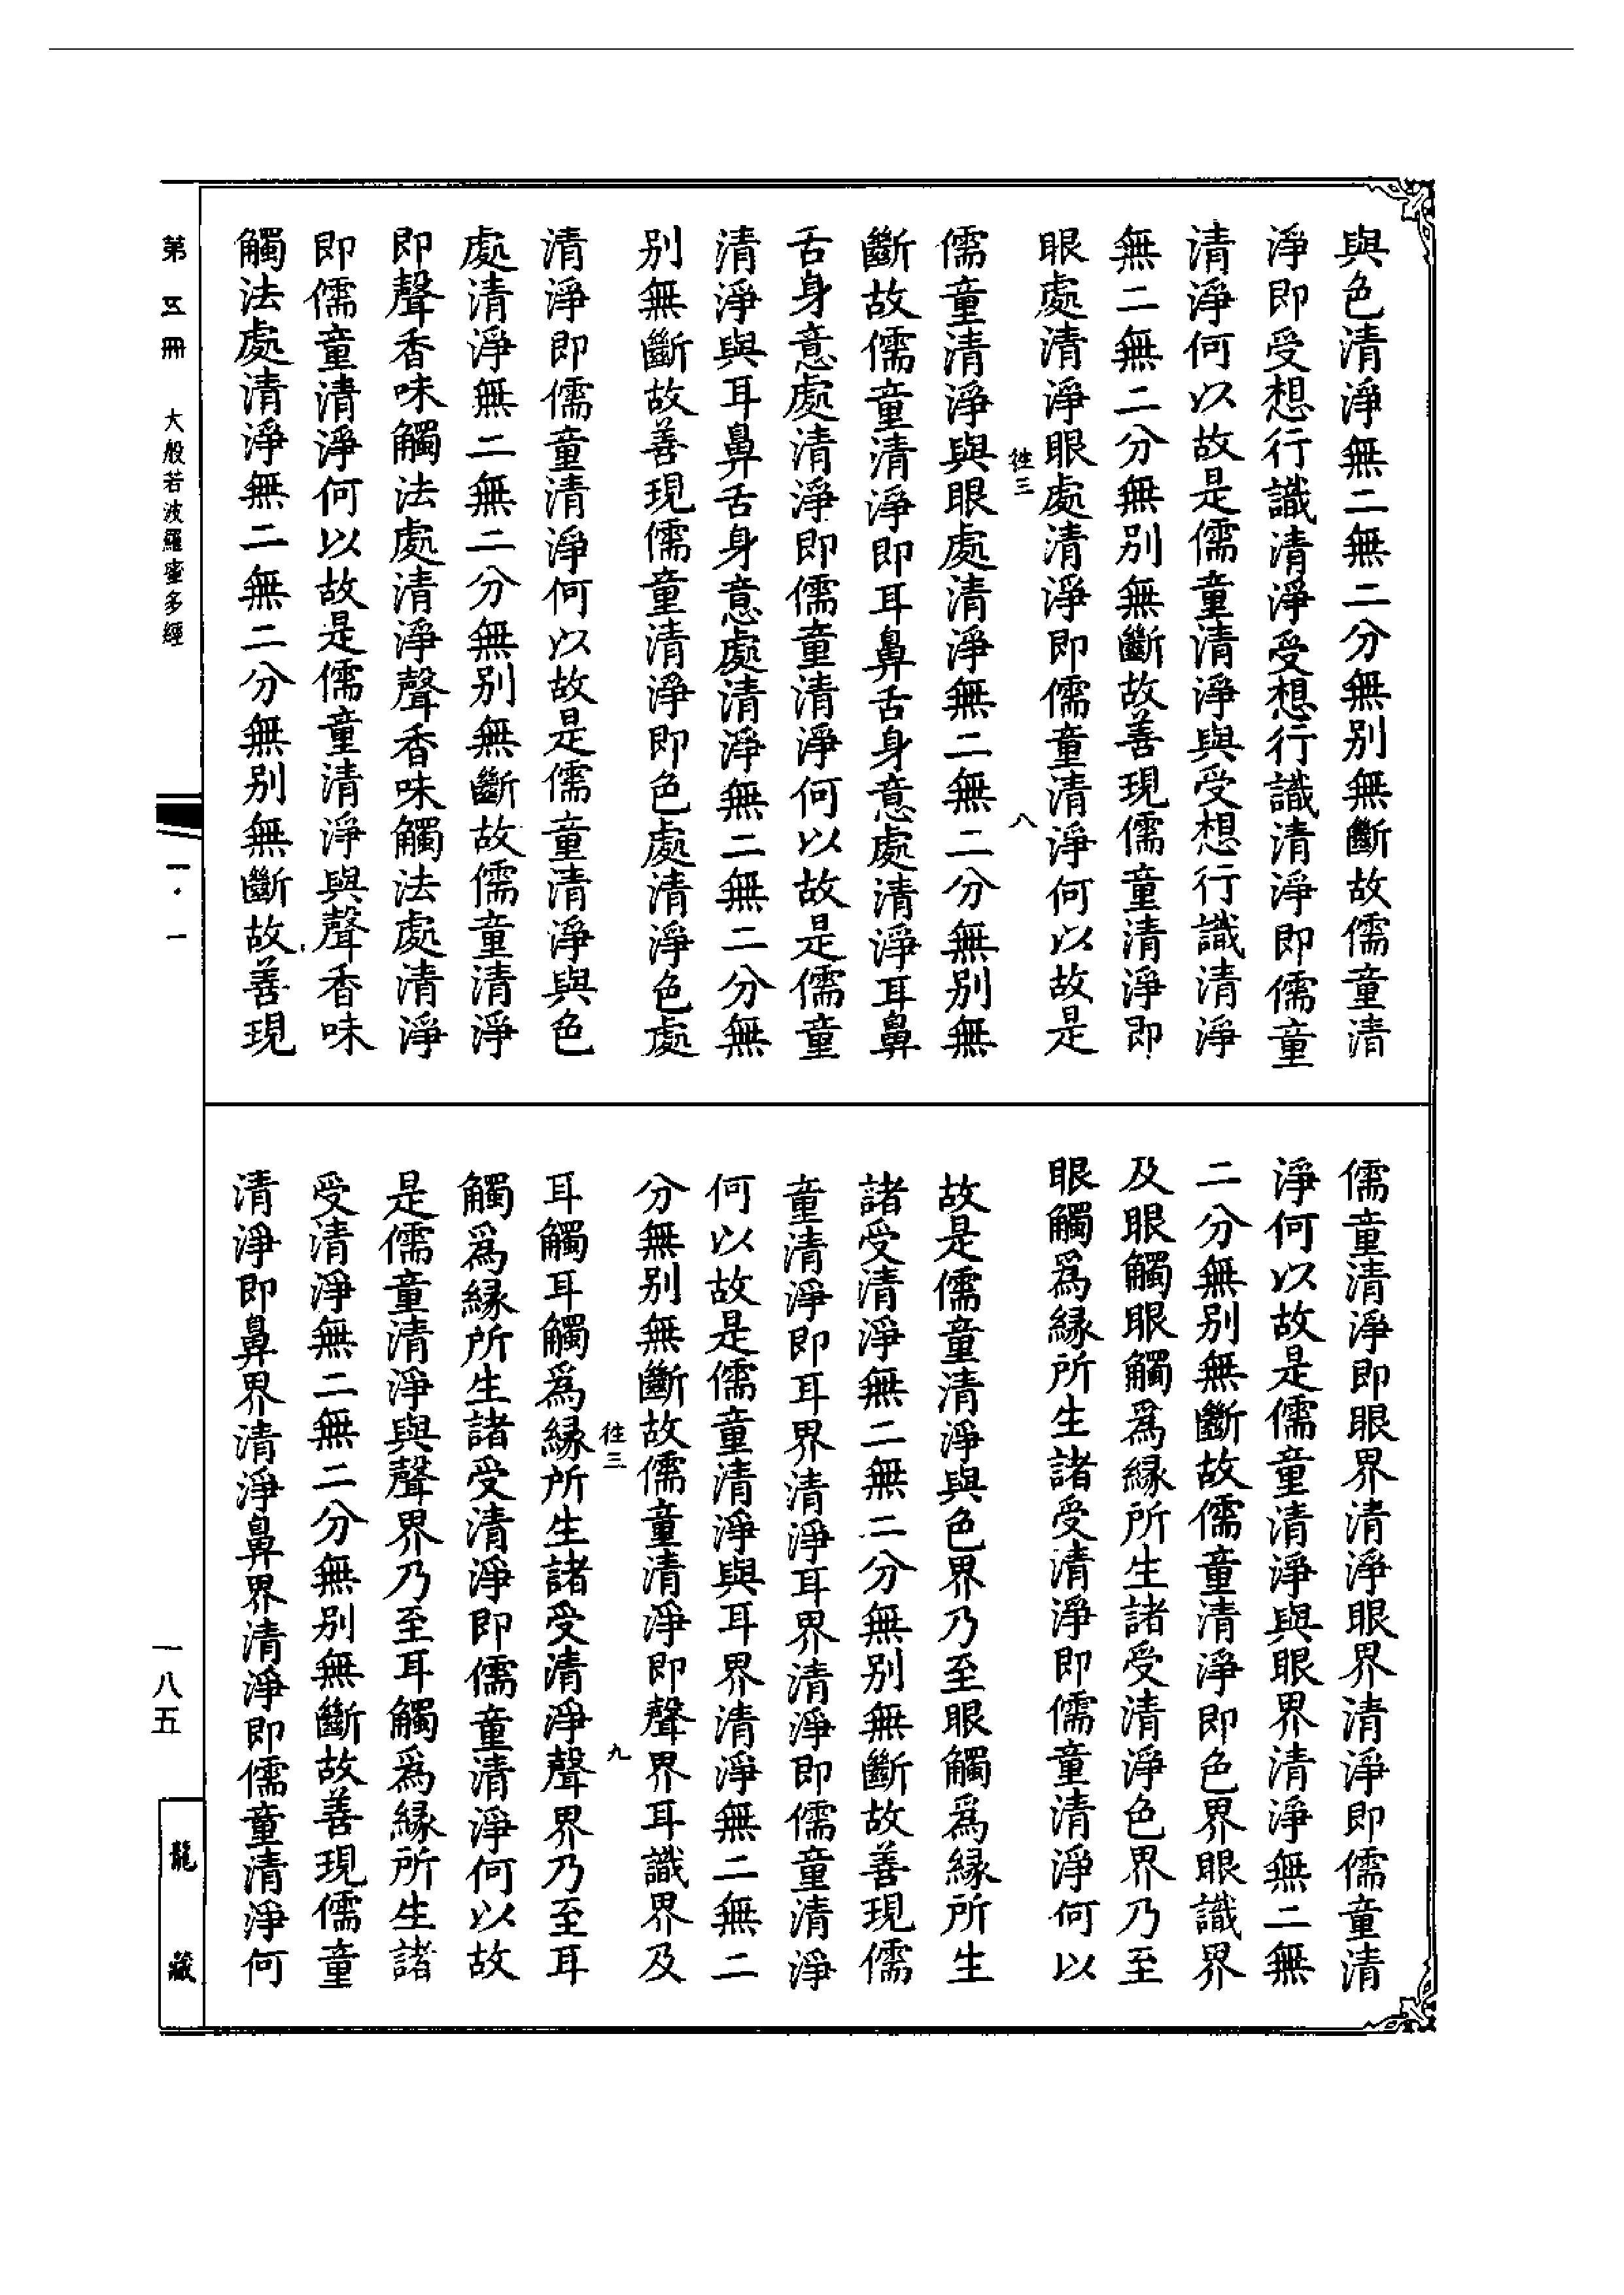 與色清淨無二無二分無别無斷故儒童清
淨即受想行識清淨受想行識清淨即儒童
清淨何以故是儒童清淨與受想行識清淨
無二無二分無别無斷故善現儒童清淨即
眼處清淨眼處清淨即儒童清淨何以故是
徃三 八
儒童清淨與眼處清淨無二無二分無别無
斷故儒童清淨即耳鼻舌身意處清淨耳鼻
舌身意處清淨即儒童清淨何以故是儒童
清淨與耳鼻舌身意處清淨無二無二分無
别無斷故善現儒童清淨即色處清淨色處
清淨即儒童清淨何以故是儒童清淨與色
處清淨無二無二分無别無斷故儒童清淨
即聲香味觸法處清淨聲香味觸法處清淨
即儒童清淨何以故是儒童清淨與聲香味
觸法處清淨無二無二分無别無斷故善現
儒童清淨即眼界清淨眼界清淨即儒童清
淨何以故是儒童清淨與眼界清淨無二無
二分無别無斷故儒童清淨即色界眼識界
及眼觸眼觸爲緣所生諸受清淨色界乃至
眼觸爲緣所生諸受清淨即儒童清淨何以
故是儒童清淨與色界乃至眼觸爲緣所生
諸受清淨無二無二分無别無斷故善現儒
童清淨即耳界清淨耳界清淨即儒童清淨
何以故是儒童清淨與耳界清淨無二無二
分無别無斷故儒童清淨即聲界耳識界及
徃三 九
耳觸耳觸爲緣所生諸受清淨聲界乃至耳
觸爲緣所生諸受清淨即儒童清淨何以故
是儒童清淨與聲界乃至耳觸爲緣所生諸
受清淨無二無二分無别無斷故善現儒童
清淨即鼻界清淨鼻界清淨即儒童清淨何
第五冊 大般若波羅蜜多經 一·一
一八五
龍藏